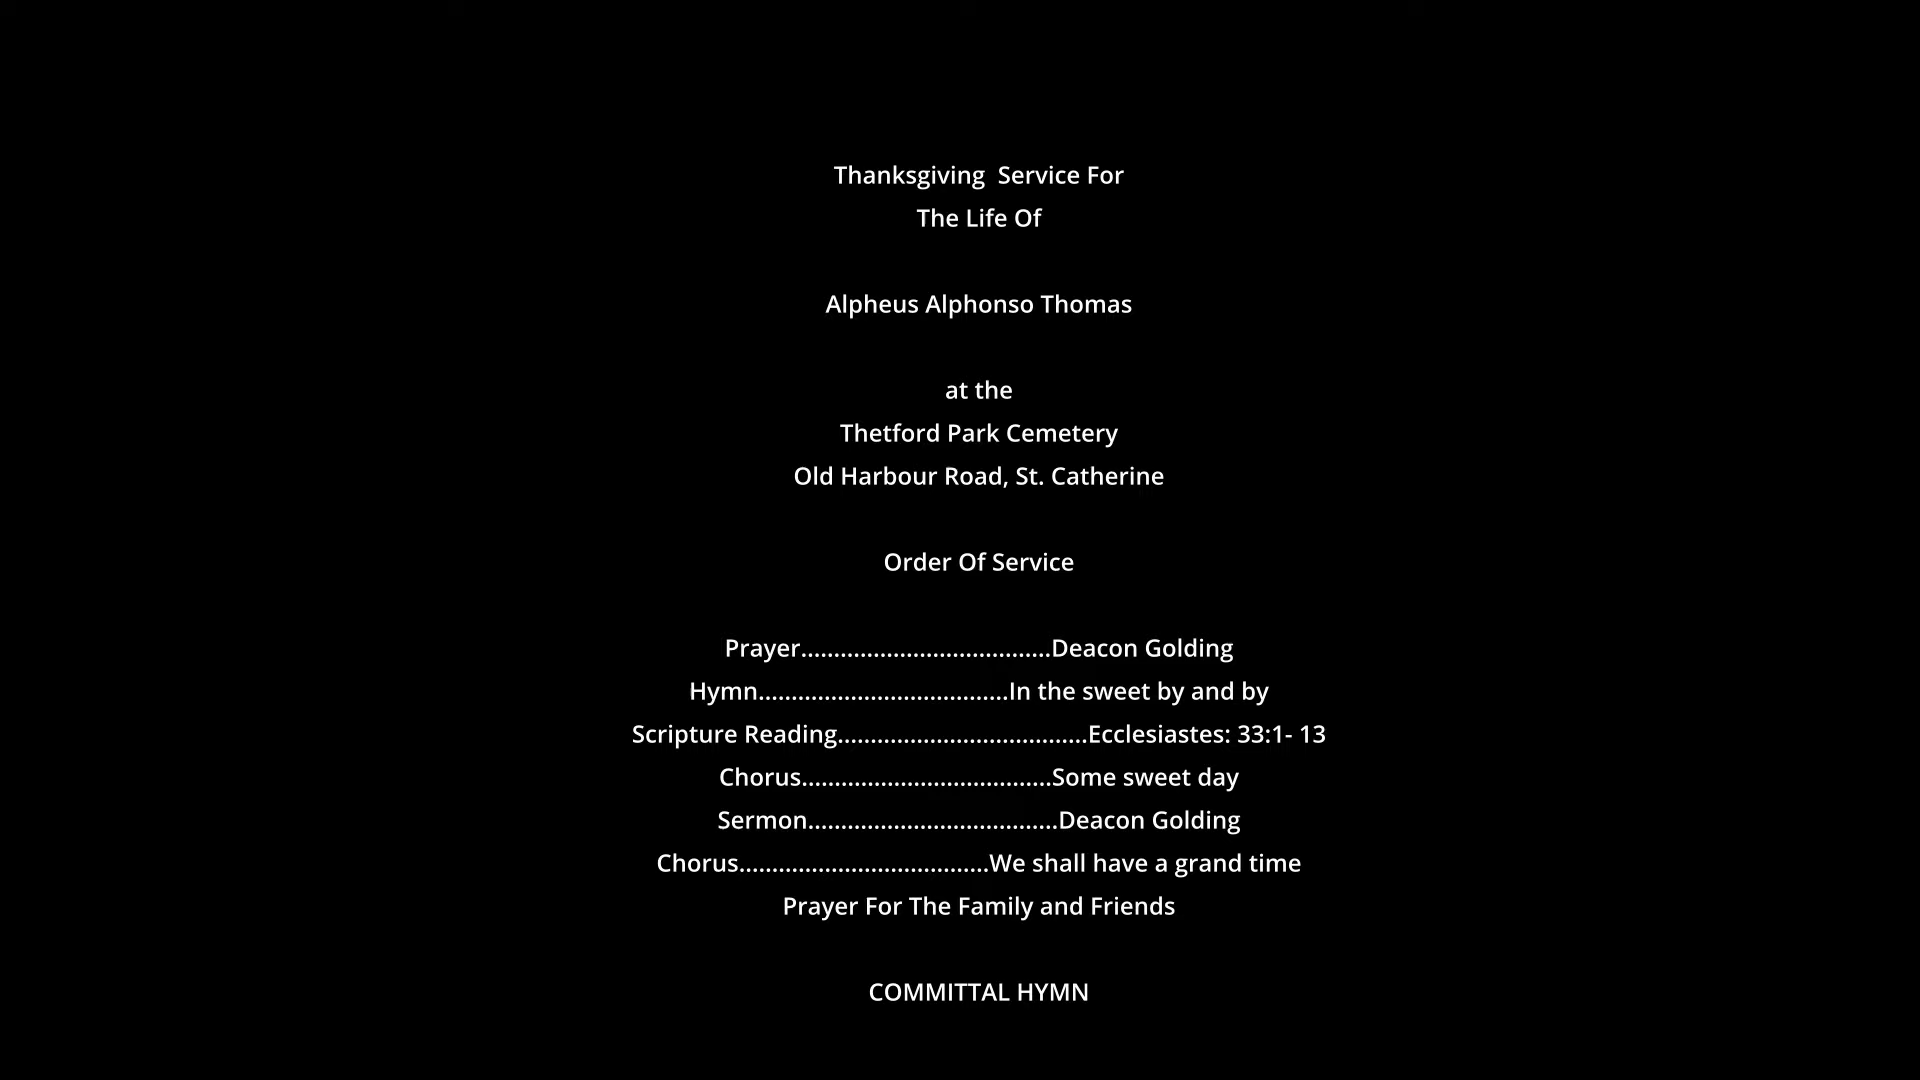 Thanksgiving  Service For
The Life Of
Alpheus Alphonso Thomas
at the
Thetford Park Cemetery
Old Harbour Road, St. Catherine
Order Of Service
Prayer......................................Deacon Golding
Hymn......................................In the sweet by and by
Scripture Reading......................................Ecclesiastes: 33:1- 13
Chorus......................................Some sweet day
Sermon......................................Deacon Golding
Chorus......................................We shall have a grand time
Prayer For The Family and Friends
COMMITTAL HYMN